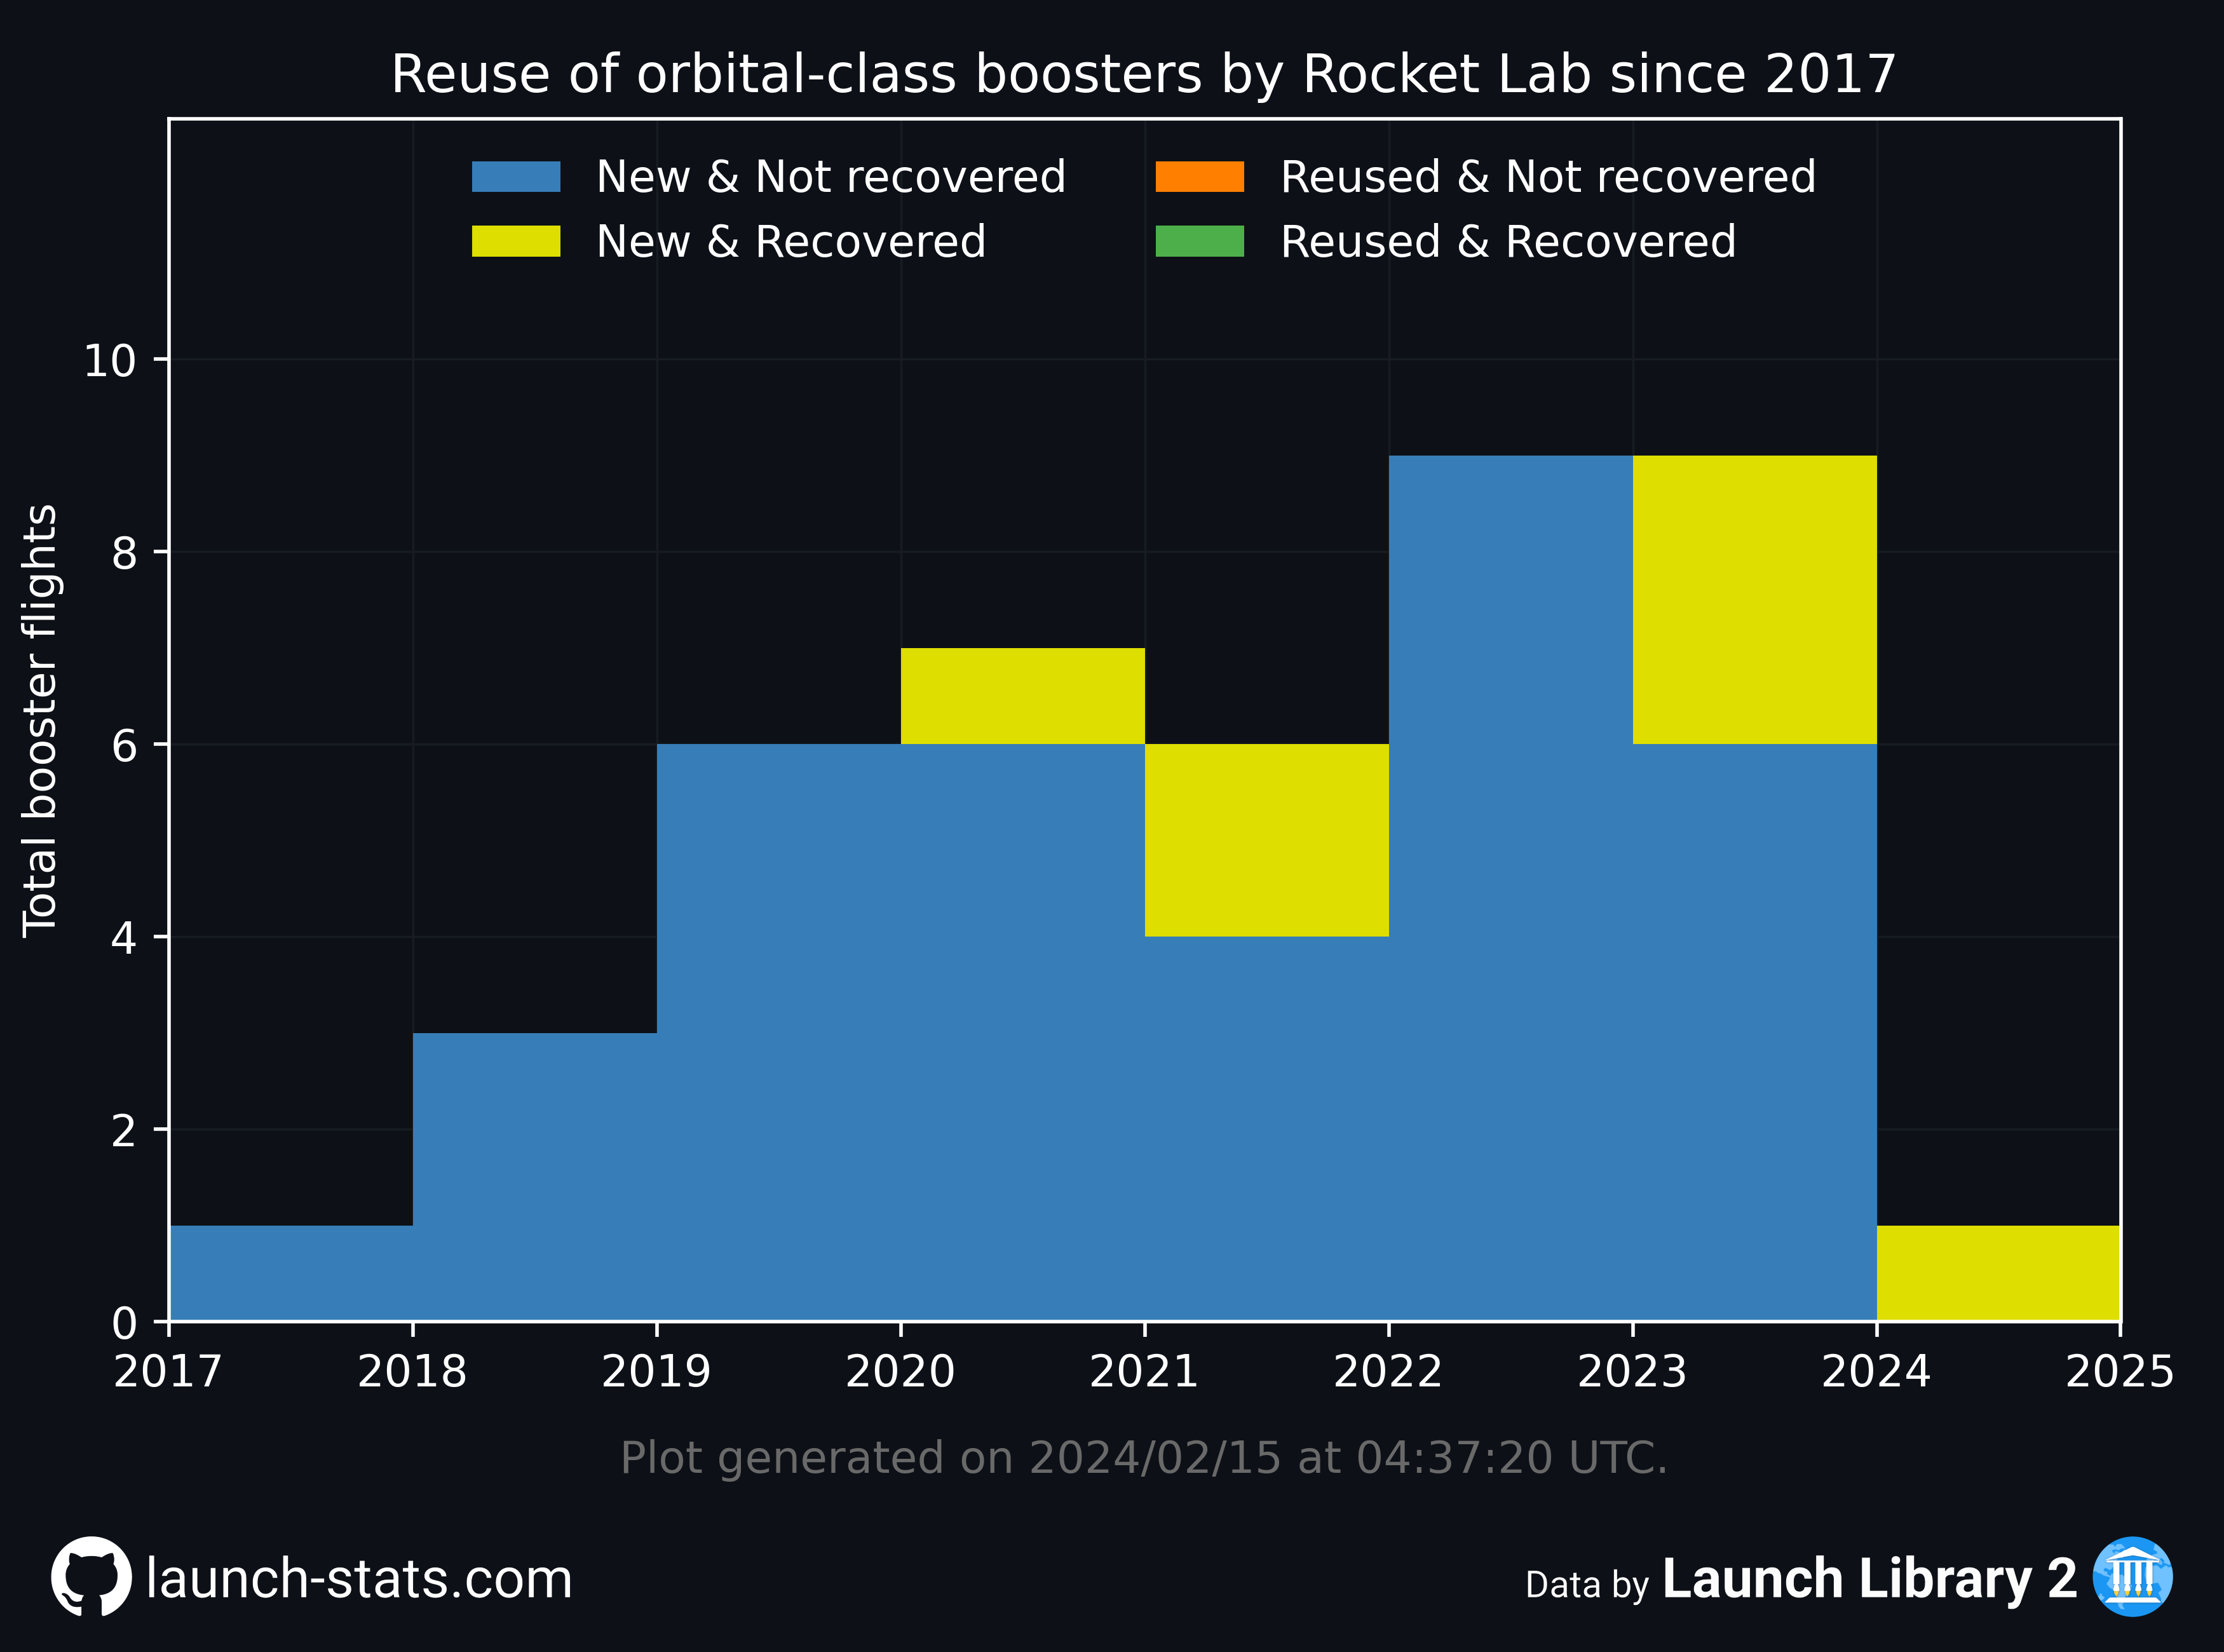 Reuse of orbital-class boosters by Rocket Lab since 2017
New & Not recovered
New & Recovered
Reused & Not recovered
Reused & Recovered
Total booster flights
10
8
6
4
2
0
2017 2018 2019 2020 2021 2022 2023 2024 2025
Plot generated on 2024/02/15 at 04:37:20 UTC.
launch-stats.com
Data by Launch Library 2